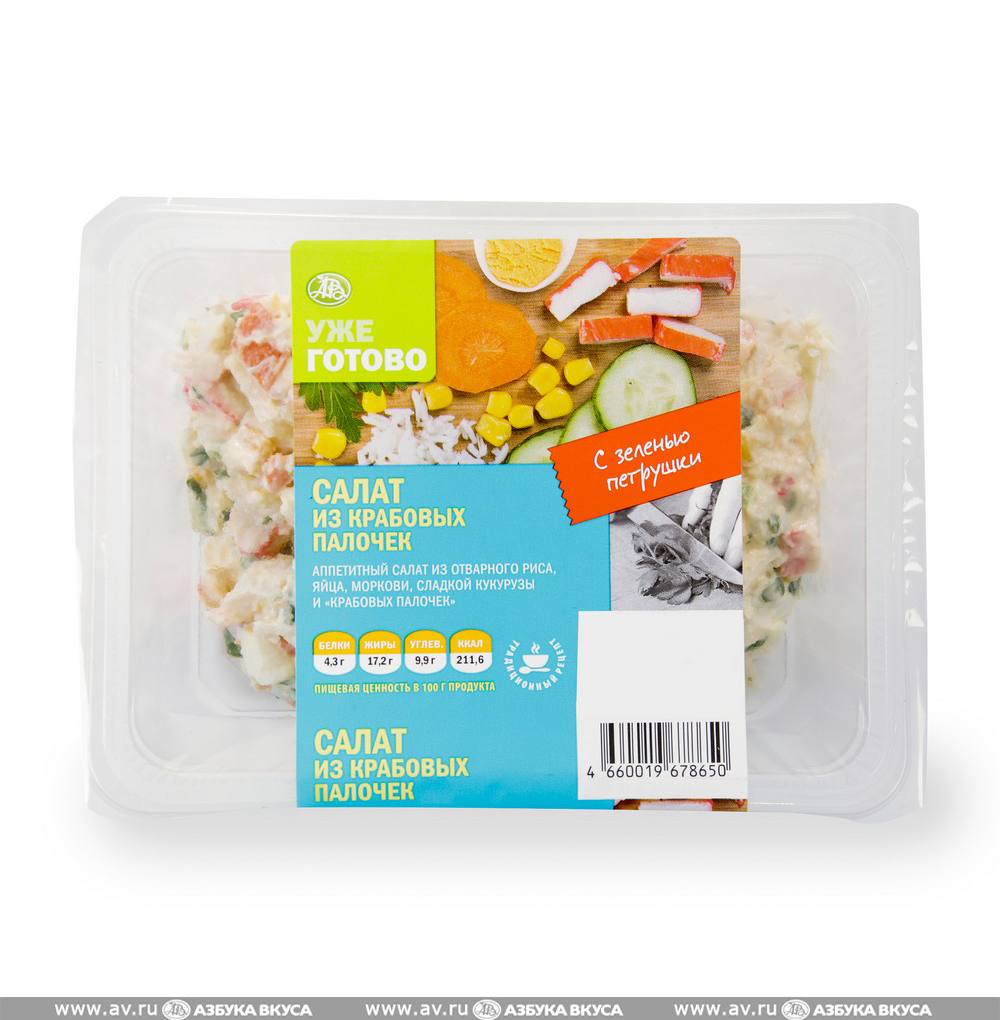 УЖЕ
ГОТОВО
С зеленью
петрушки
САЛАТ
ИЗ КРАБОВЫХ
ПАЛОЧЕК
АППЕТИТНЫЙ САЛАТ ИЗ ОТВАРНОГО РИСА,
ЯЙЦА, МОРКОВИ, СЛАДКОЙ КУКУРУЗЫ
И «КРАБОВЫХ ПАЛОЧЕК»
БЕЛКИ ЖИРЫ УГЛЕВ. ККАЛ
4,3 г 17,2 г 9,9 г 211,6
ПИЩЕВАЯ ЦЕННОСТЬ В 100 Г ПРОДУКТА
ТРАДИЦИОННЫЙ РЕЦЕПТ
САЛАТ
ИЗ КРАБОВЫХ
ПАЛОЧЕК
4 660019 678650
www.av.ru АЗБУКА ВКУСА www.av.ru АЗБУКА ВКУСА www.av.ru АЗБУКА ВКУСА